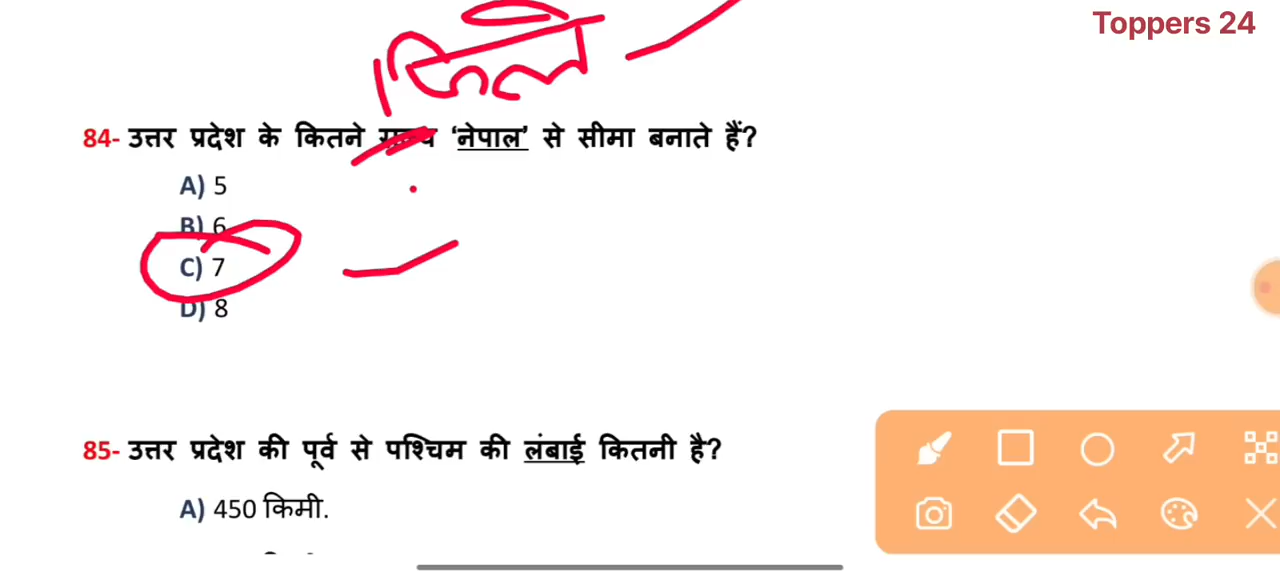 Toppers 24
जिले
84- उत्तर प्रदेश के कितने राज्य 'नेपाल' से सीमा बनाते हैं?
A) 5
B) 6
C) 7
D) 8
85- उत्तर प्रदेश की पूर्व से पश्चिम की लंबाई कितनी है?
A) 450 किमी.